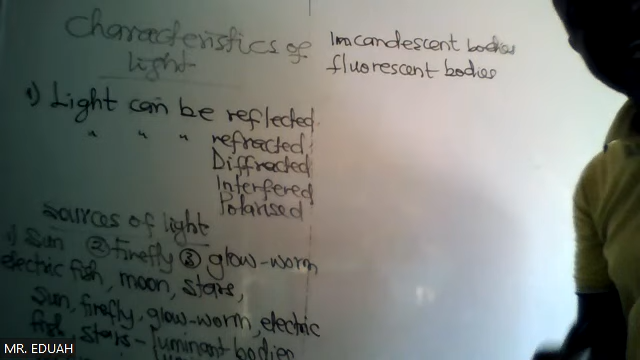 Characteristics of
light
Incandescent bodies
fluorescent bodies
1) Light can be reflected.
" " " refracted.
Diffracted
Interfered
Polarised
Sources of light
1) Sun ② firefly ③ glow-worm
electric fish, moon, stars,
Sun, firefly, glow-worm, electric
fish, stars - luminant bodies
MR. EDUAH